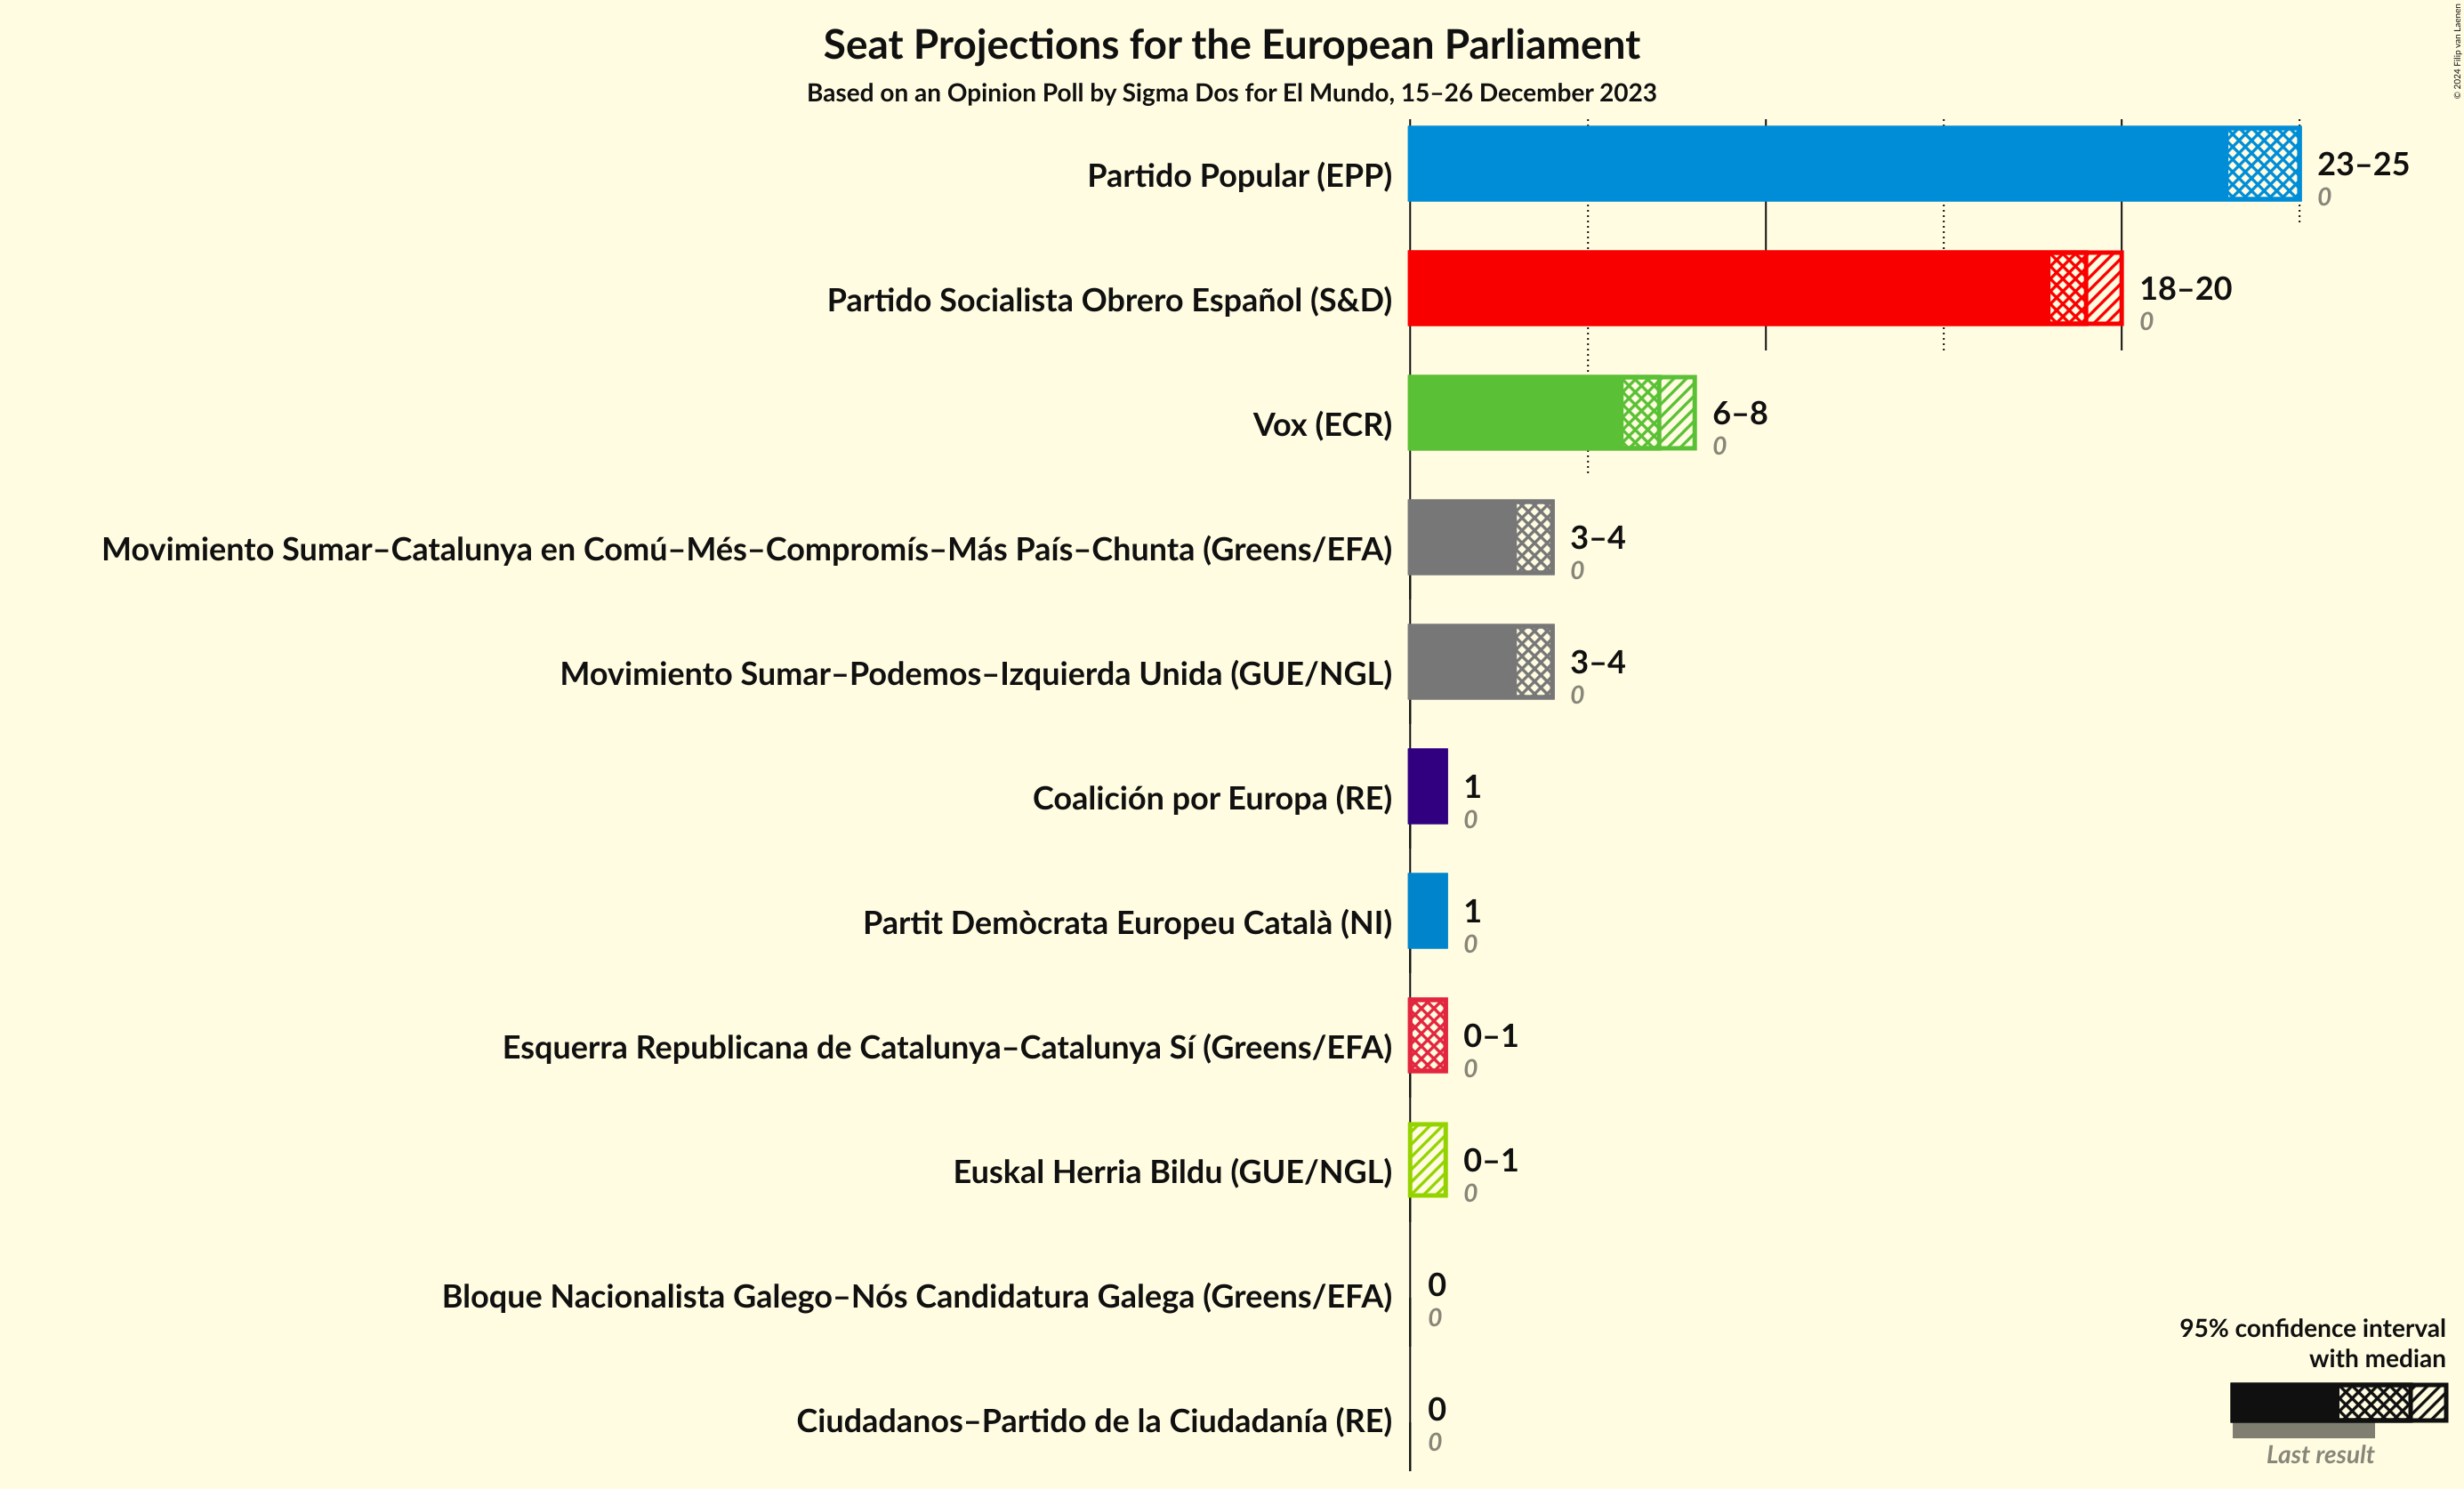 Seat Projections for the European Parliament
Based on an Opinion Poll by Sigma Dos for El Mundo, 15–26 December 2023
© 2024 Filip van Laenen
Partido Popular (EPP)
23–25
0
Partido Socialista Obrero Español (S&D)
18–20
0
Vox (ECR)
6–8
0
Movimiento Sumar–Catalunya en Comú–Més–Compromís–Más País–Chunta (Greens/EFA)
3–4
0
Movimiento Sumar–Podemos–Izquierda Unida (GUE/NGL)
3–4
0
Coalición por Europa (RE)
1
0
Partit Demòcrata Europeu Català (NI)
1
0
Esquerra Republicana de Catalunya–Catalunya Sí (Greens/EFA)
0–1
0
Euskal Herria Bildu (GUE/NGL)
0–1
0
Bloque Nacionalista Galego–Nós Candidatura Galega (Greens/EFA)
0
0
Ciudadanos–Partido de la Ciudadanía (RE)
0
0
95% confidence interval
with median
Last result